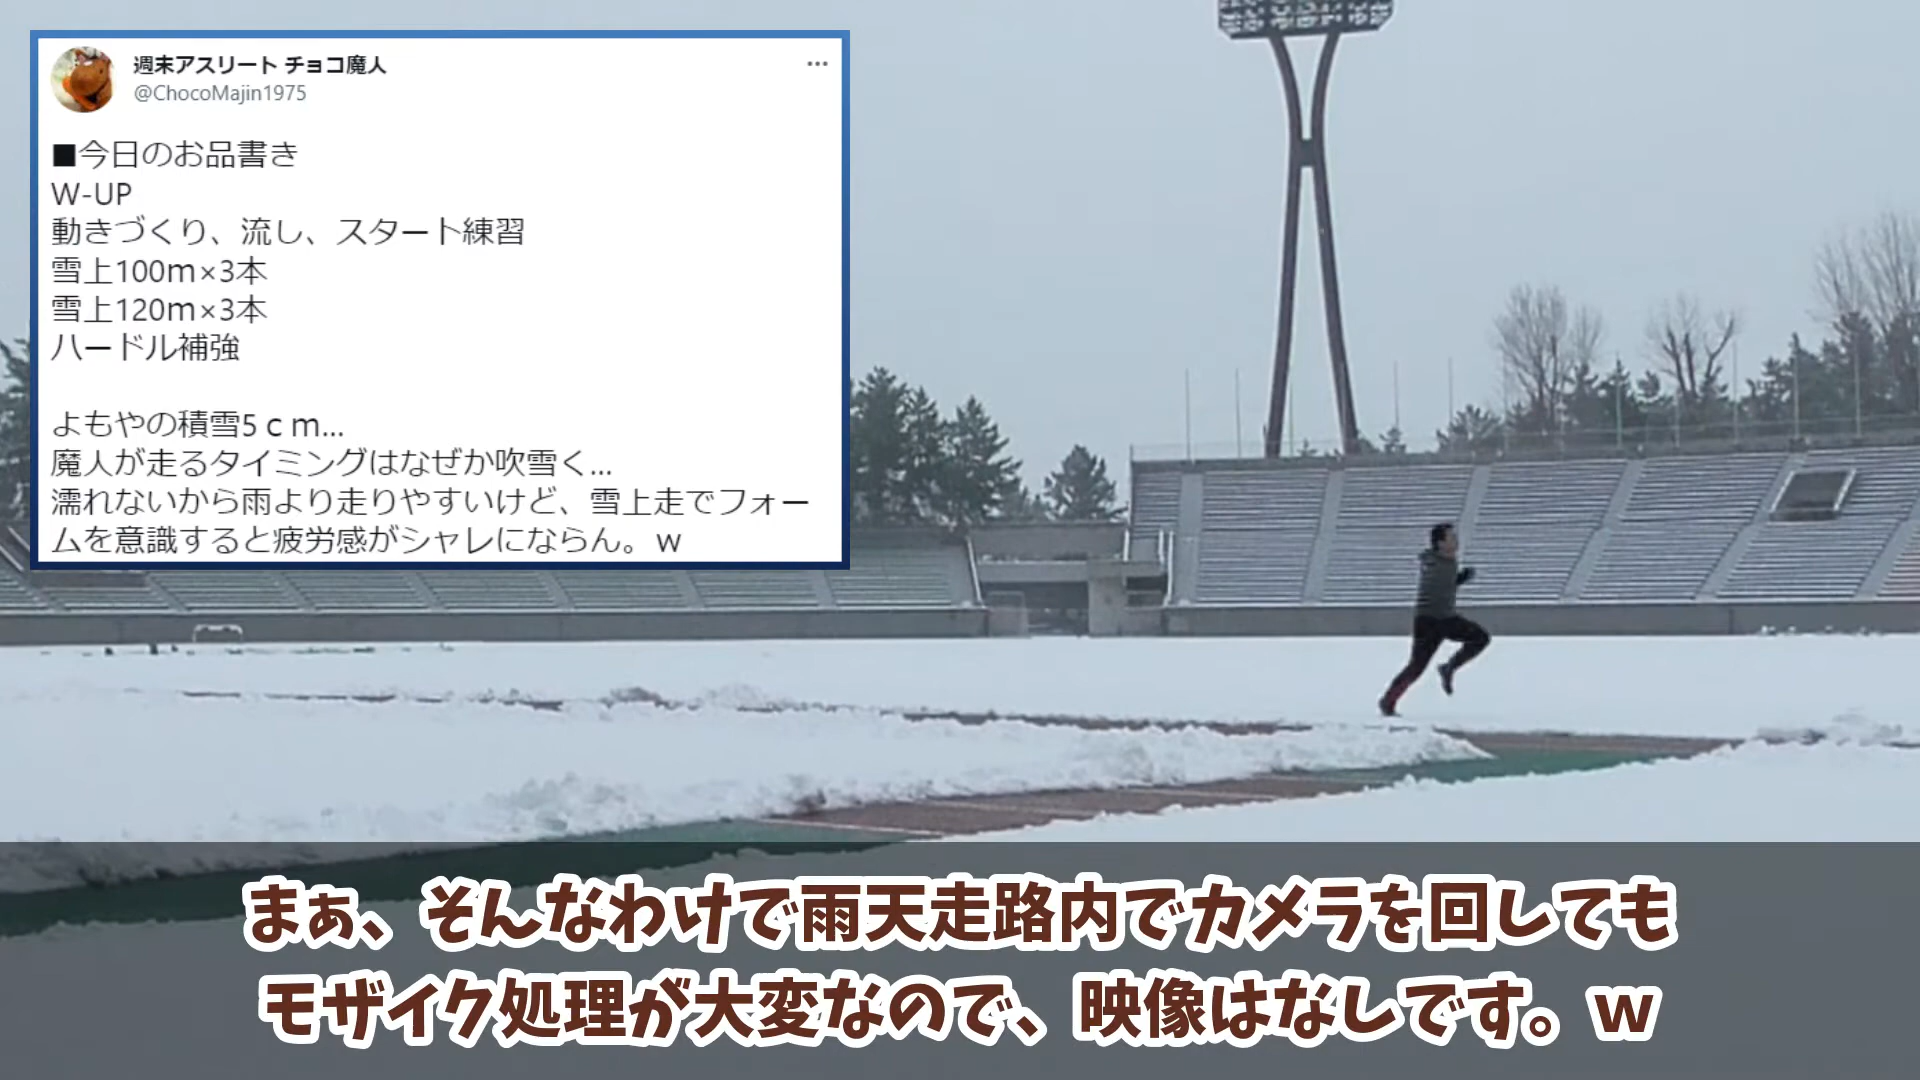 週末アスリート チョコ魔人
@ChocoMajin1975
■今日のお品書き
W-UP
動きづくり、流し、スタート練習
雪上100m×3本
雪上120m×3本
ハードル補強
よもやの積雪5ｃｍ…
魔人が走るタイミングはなぜか吹雪く…
濡れないから雨より走りやすいけど、雪上走でフォー
ムを意識すると疲労感がシャレにならん。ｗ
まぁ、そんなわけで雨天走路内でカメラを回しても
モザイク処理が大変なので、映像はなしです。ｗ